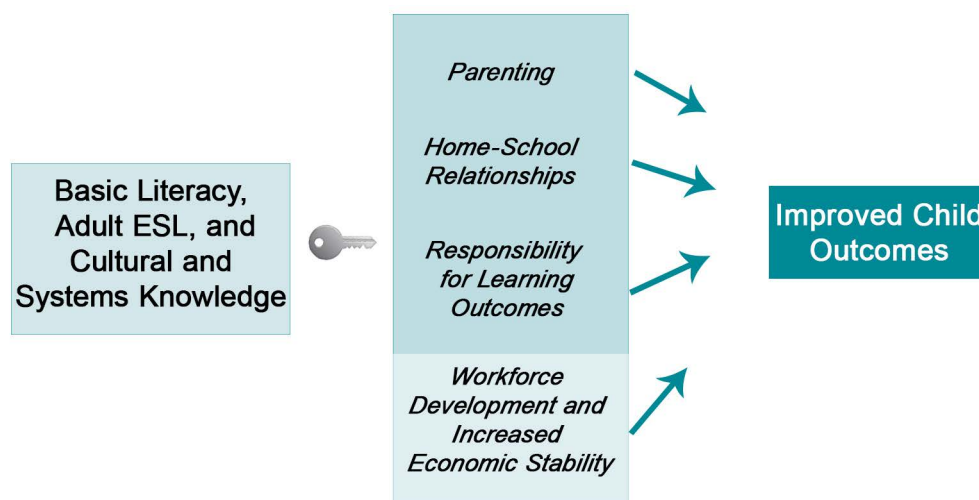 Basic Literacy,
Adult ESL, and
Cultural and
Systems Knowledge
Parenting
Home-School
Relationships
Responsibility
for Learning
Outcomes
Workforce
Development and
Increased
Economic Stability
Improved Child
Outcomes